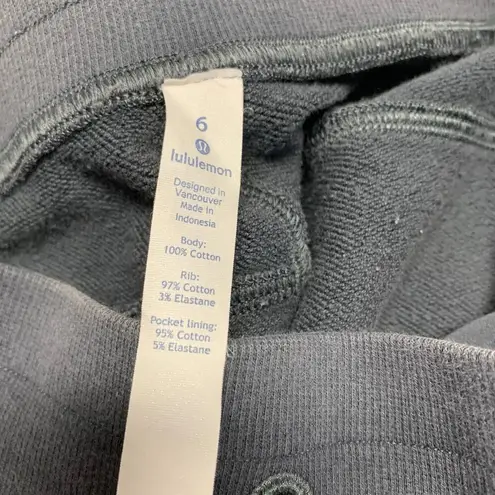 6
lululemon
Designed in
Vancouver
Made in
Indonesia
Body:
100% Cotton
Rib:
97% Cotton
3% Elastane
Pocket lining:
95% Cotton
5% Elastane